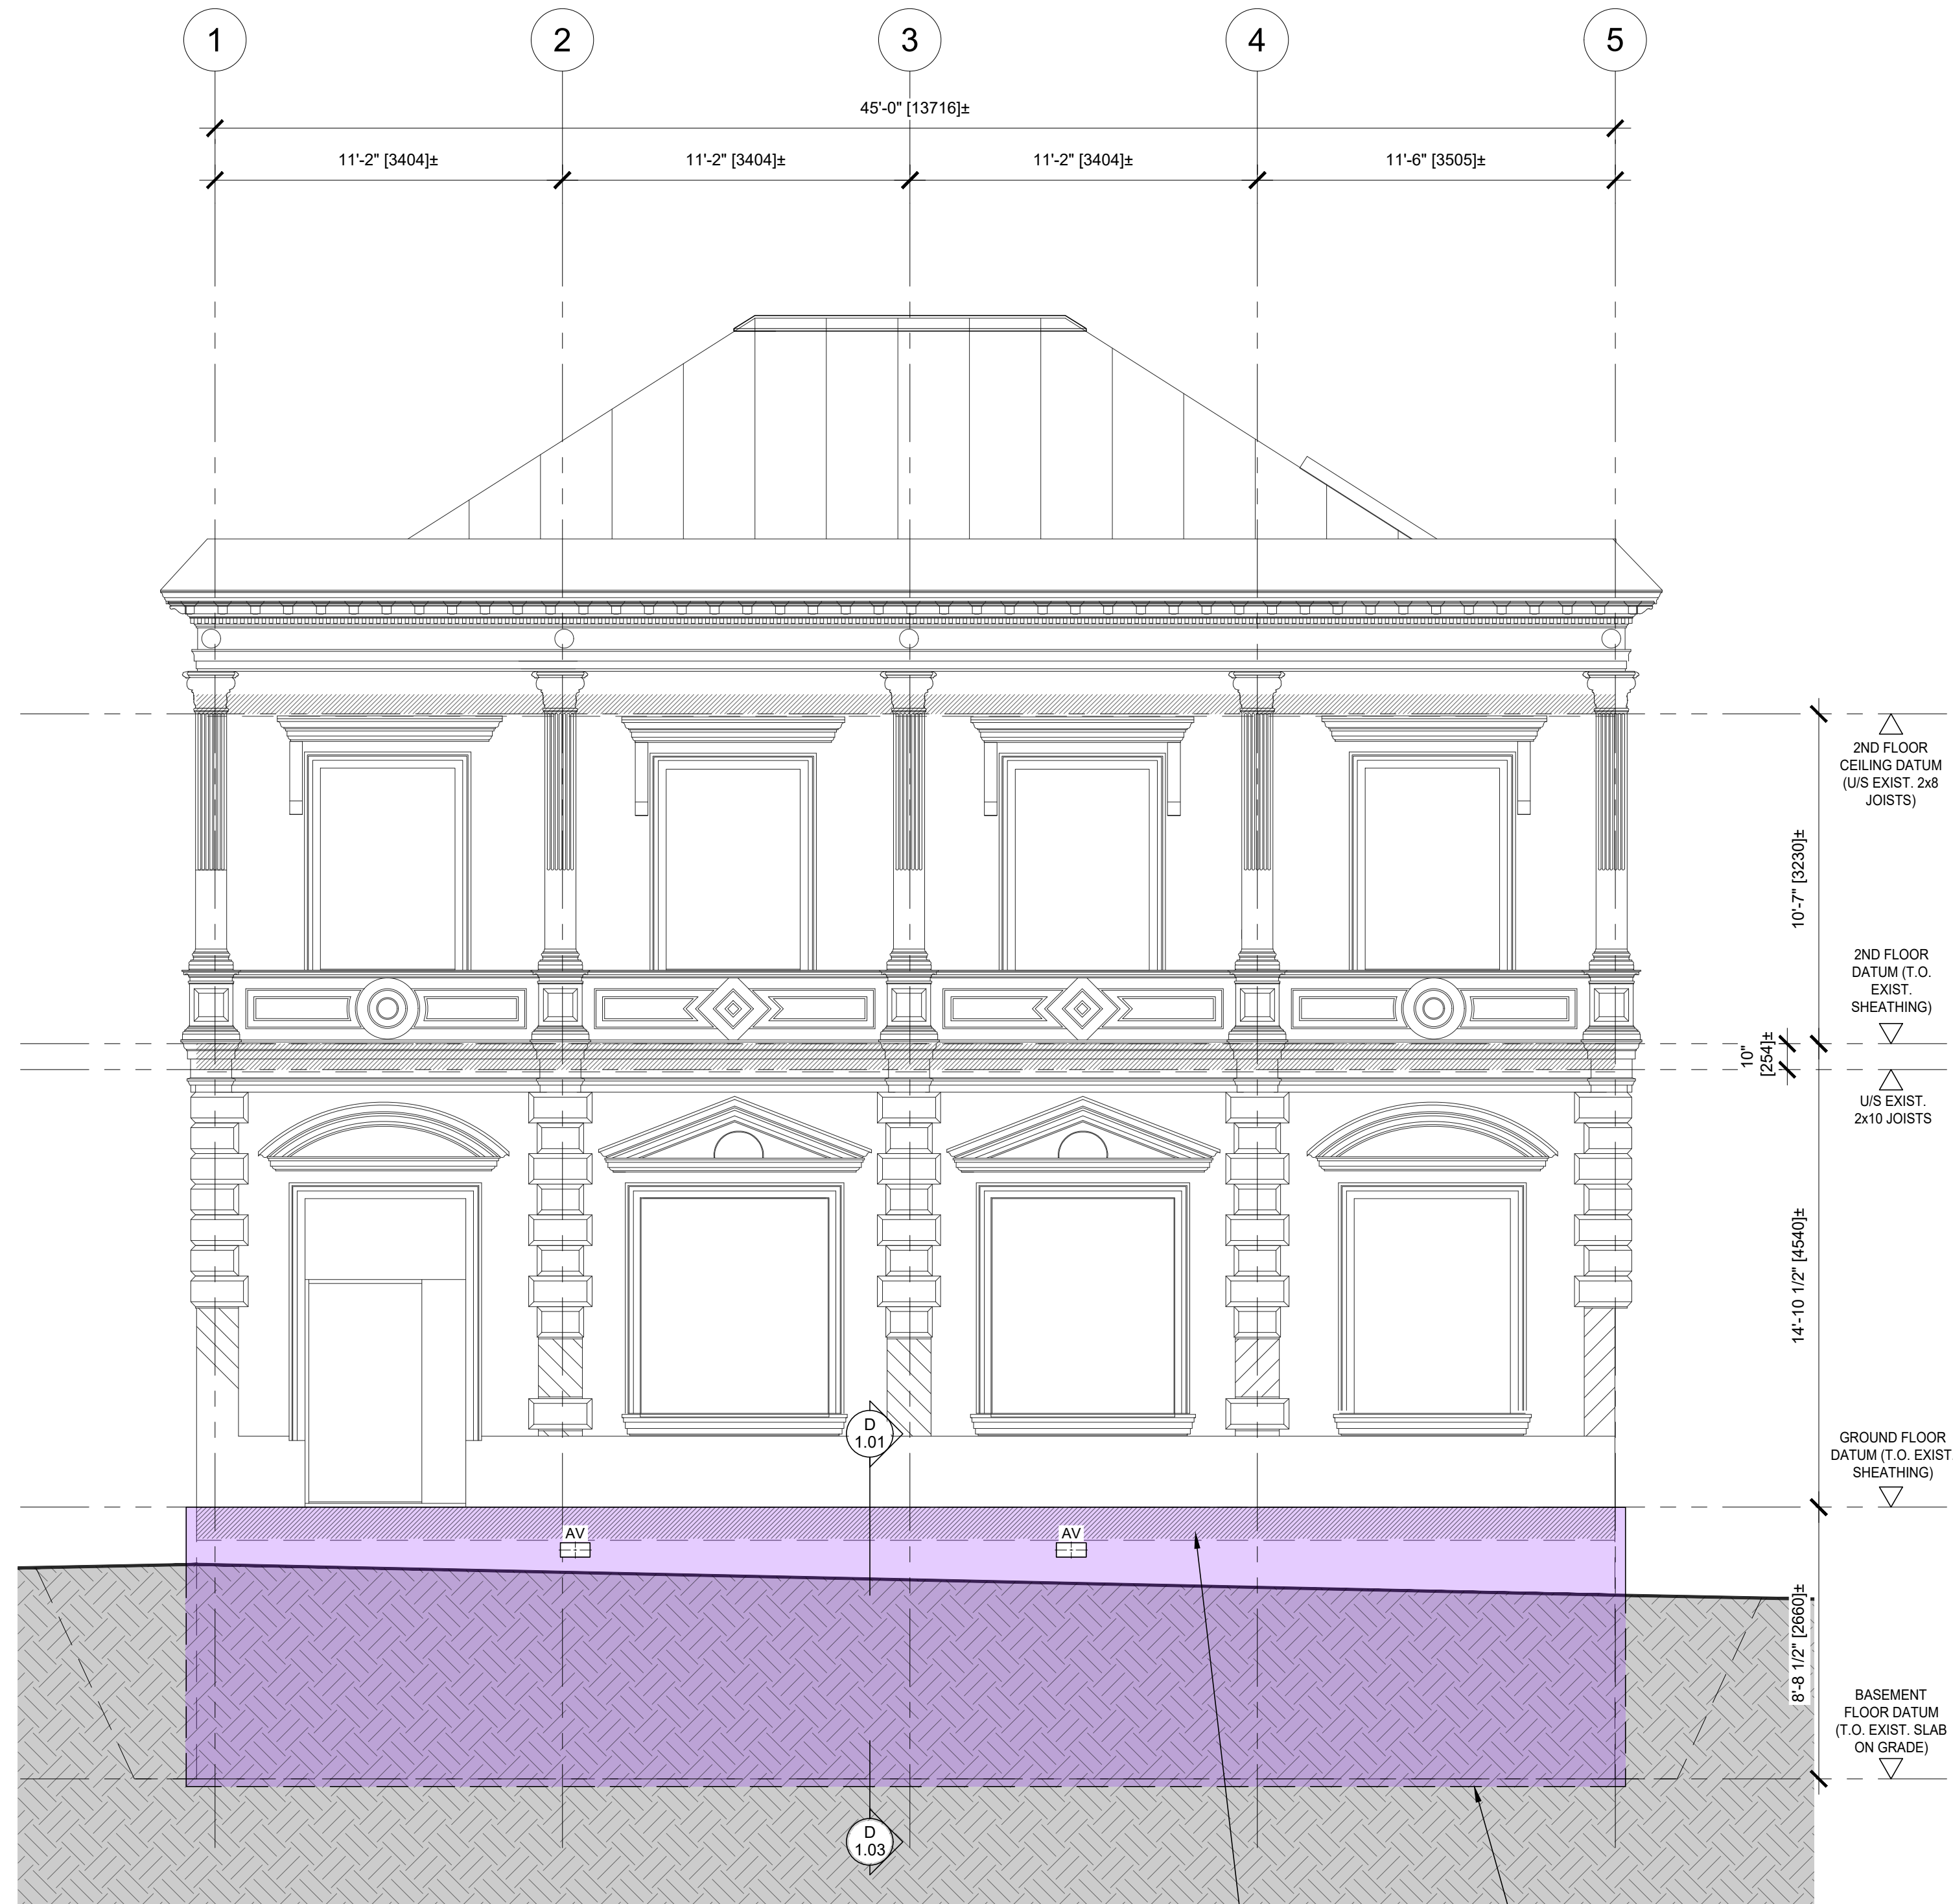 1
2
3
4
5
45'-0" [13716]±
11'-2" [3404]±
11'-2" [3404]±
11'-2" [3404]±
11'-6" [3505]±
2ND FLOOR
CEILING DATUM
(U/S EXIST. 2x8
JOISTS)
10'-7" [3230]±
2ND FLOOR
DATUM (T.O.
EXIST.
SHEATHING)
10"
[254]±
U/S EXIST.
2x10 JOISTS
14'-10 1/2" [4540]±
D
1.01
GROUND FLOOR
DATUM (T.O. EXIST
SHEATHING)
AV
AV
8'-8 1/2" [2660]±
BASEMENT
FLOOR DATUM
(T.O. EXIST. SLAB
ON GRADE)
D
1.03